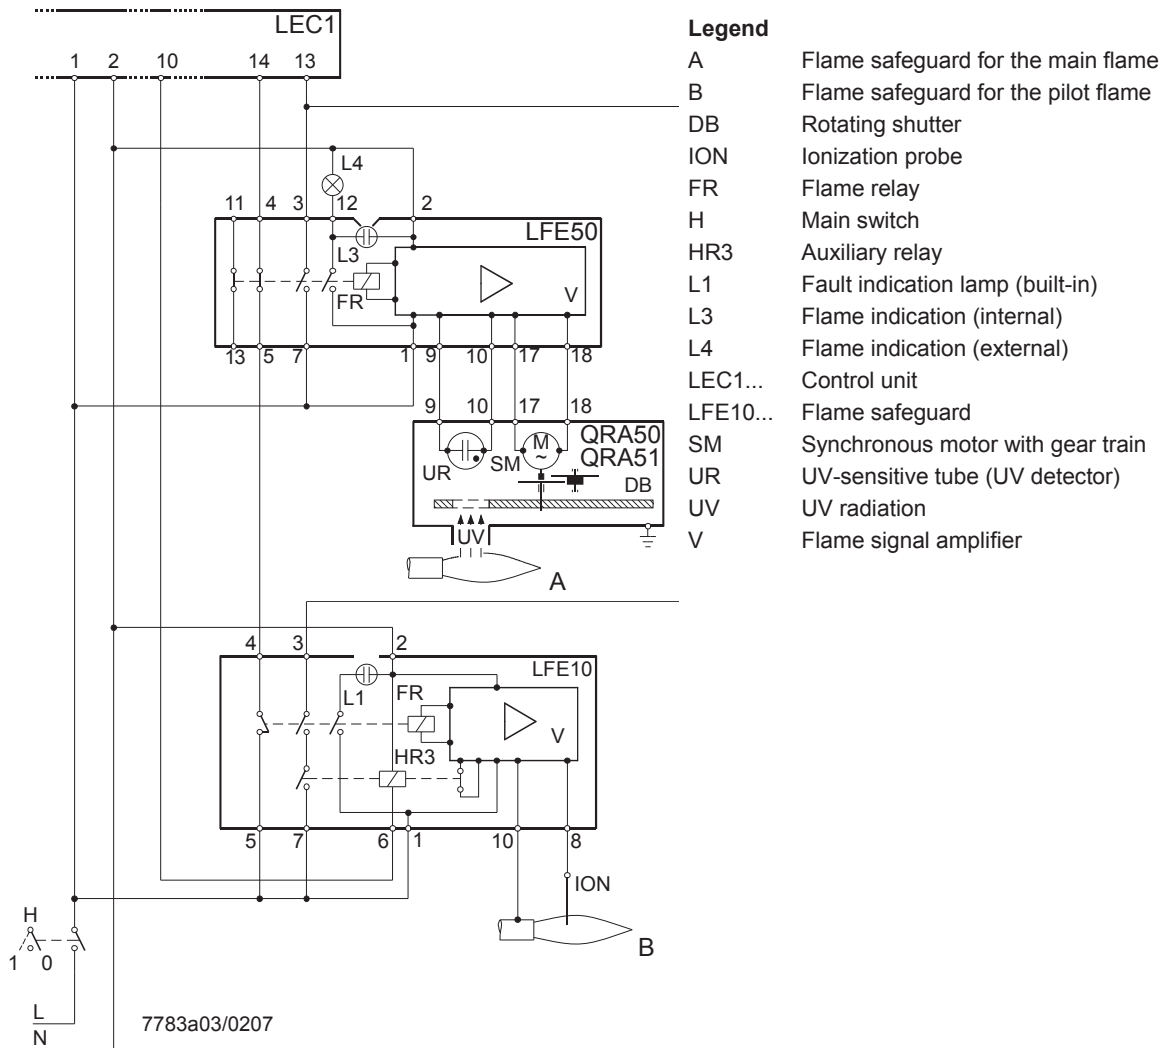 LEC1
1 2 10 14 13
L4
11 4 3 12 2
LFE50
L3
FR
V
13 5 7 1 9 10 17 18
9 10 17 18
QRA50
QRA51
M
~
UR SM
DB
UV
A
4 3 2
LFE10
L1 FR
V
HR3
5 7 6 1 10 8
ION
H
B
1 0
L
N
7783a03/0207
Legend
A Flame safeguard for the main flame
B Flame safeguard for the pilot flame
DB Rotating shutter
ION Ionization probe
FR Flame relay
H Main switch
HR3 Auxiliary relay
L1 Fault indication lamp (built-in)
L3 Flame indication (internal)
L4 Flame indication (external)
LEC1... Control unit
LFE10... Flame safeguard
SM Synchronous motor with gear train
UR UV-sensitive tube (UV detector)
UV UV radiation
V Flame signal amplifier